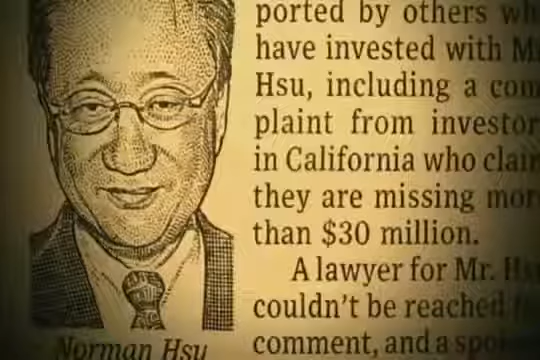 ported by others
have invested with
Hsu, including a
plaint from
in California who
they are missing
than $30 million.
A lawyer for Mr.
couldn't be reached
comment, and a
Norman Hsu